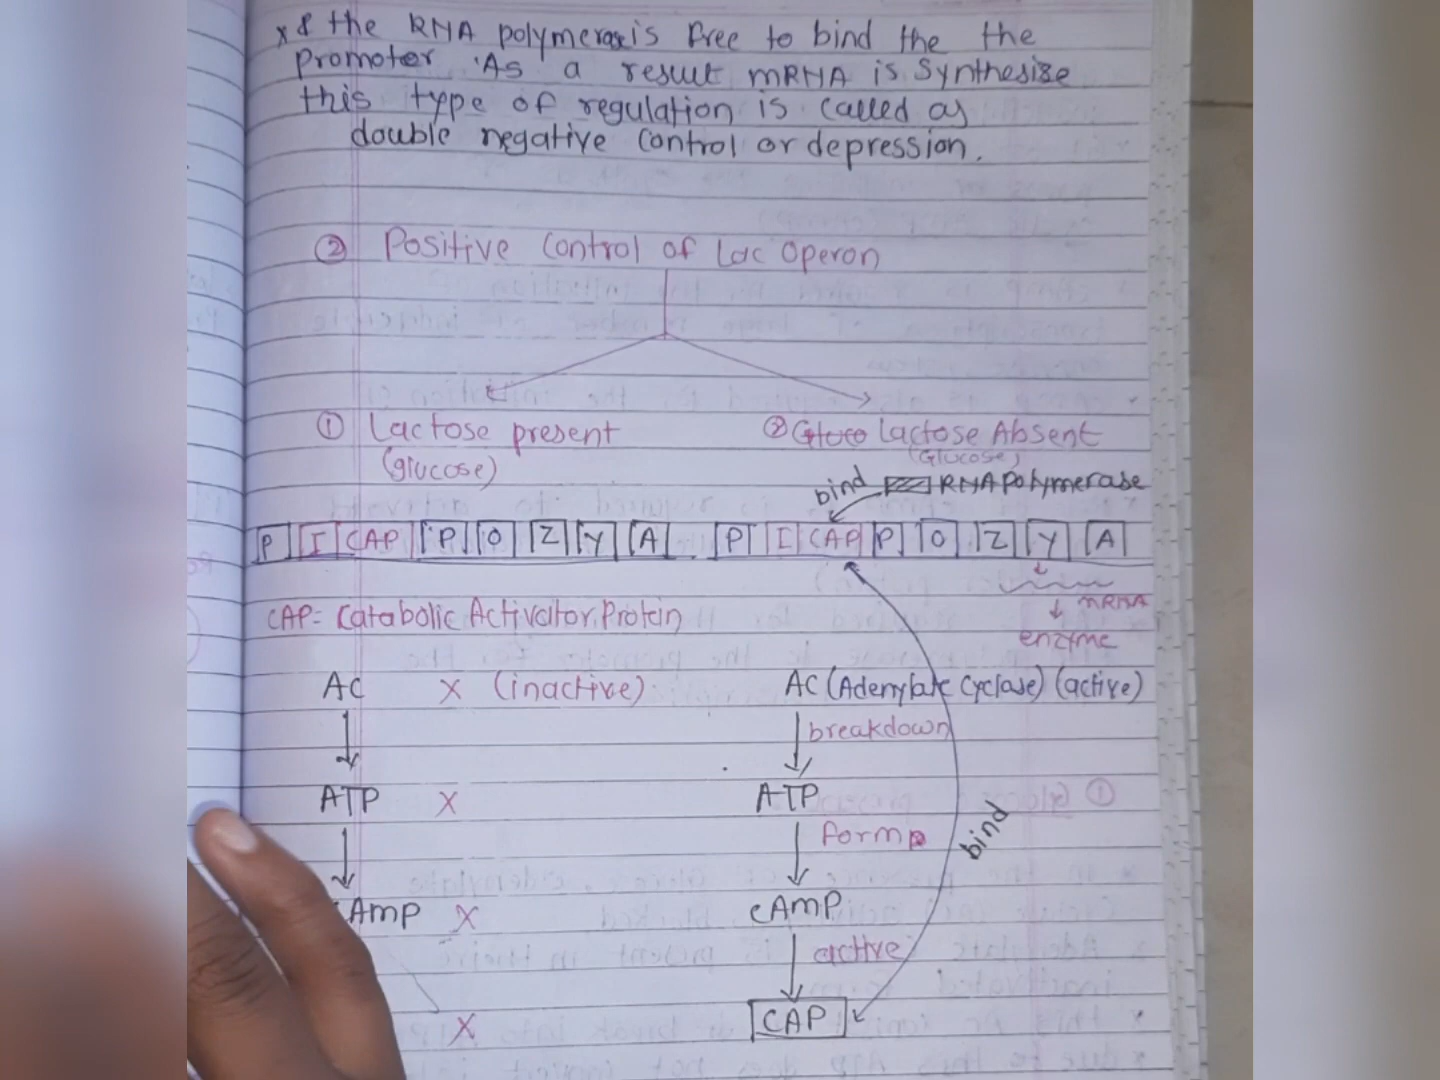 x & the RNA polymerasxis free to bind the the
promoter. As a result mRNA is synthesize
this type of regulation is called as
double negative control or depression.
② Positive control of Lac Operon
① Lactose present
(glucose)
② Gluco Lactose Absent
(Glucose)
bind RNA Polymerase
P I CAP P O Z Y A P I CAP P O Z Y A
mRNA
CAP = Catabolic Activator Protein
enzyme
AC x (inactive) AC (Adenylate cyclase) (active)
breakdown
ATP X ATP
form
bind
cAMP X cAMP
active
X CAP